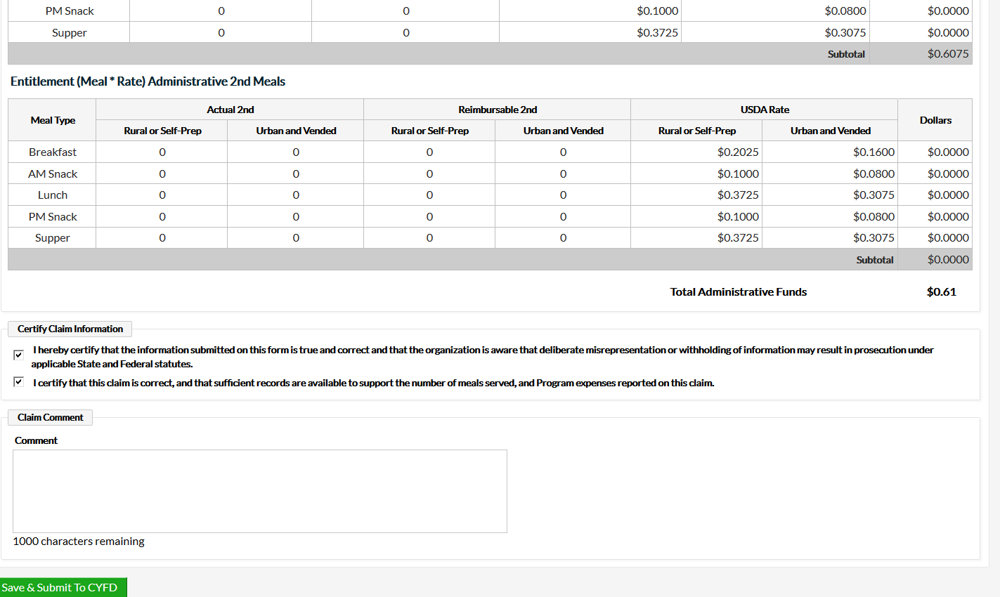 PM Snack 0 0 $0.1000 $0.0800 $0.0000
Supper 0 0 $0.3725 $0.3075 $0.0000
Subtotal $0.6075
Entitlement (Meal * Rate) Administrative 2nd Meals
Meal Type Actual 2nd Reimbursable 2nd USDA Rate Dollars
Rural or Self-Prep Urban and Vended Rural or Self-Prep Urban and Vended Rural or Self-Prep Urban and Vended
Breakfast 0 0 0 0 $0.2025 $0.1600 $0.0000
AM Snack 0 0 0 0 $0.1000 $0.0800 $0.0000
Lunch 0 0 0 0 $0.3725 $0.3075 $0.0000
PM Snack 0 0 0 0 $0.1000 $0.0800 $0.0000
Supper 0 0 0 0 $0.3725 $0.3075 $0.0000
Subtotal $0.0000
Total Administrative Funds $0.61
Certify Claim Information
I hereby certify that the information submitted on this form is true and correct and that the organization is aware that deliberate misrepresentation or withholding of information may result in prosecution under
applicable State and Federal statutes.
I certify that this claim is correct, and that sufficient records are available to support the number of meals served, and Program expenses reported on this claim.
Claim Comment
Comment
1000 characters remaining
Save & Submit To CYFD